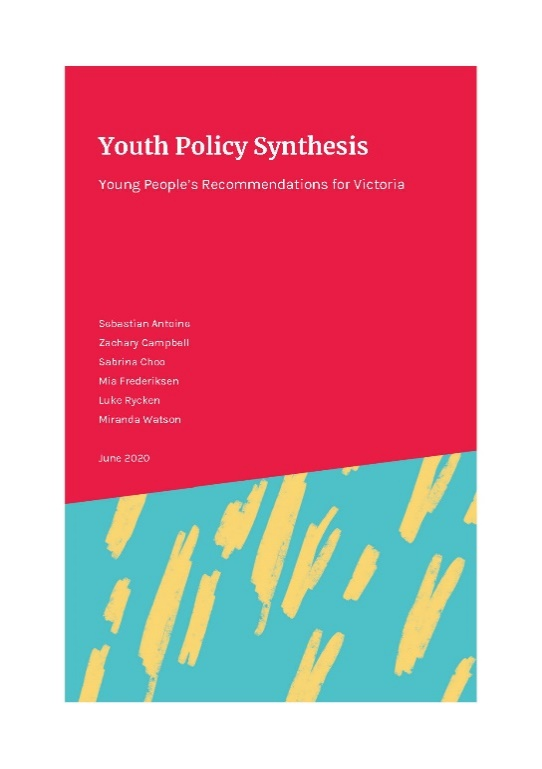 Youth Policy Synthesis
Young People's Recommendations for Victoria
Sebastian Antoine
Zachary Campbell
Sabrina Choo
Mia Frederiksen
Luke Rycken
Miranda Watson
June 2020